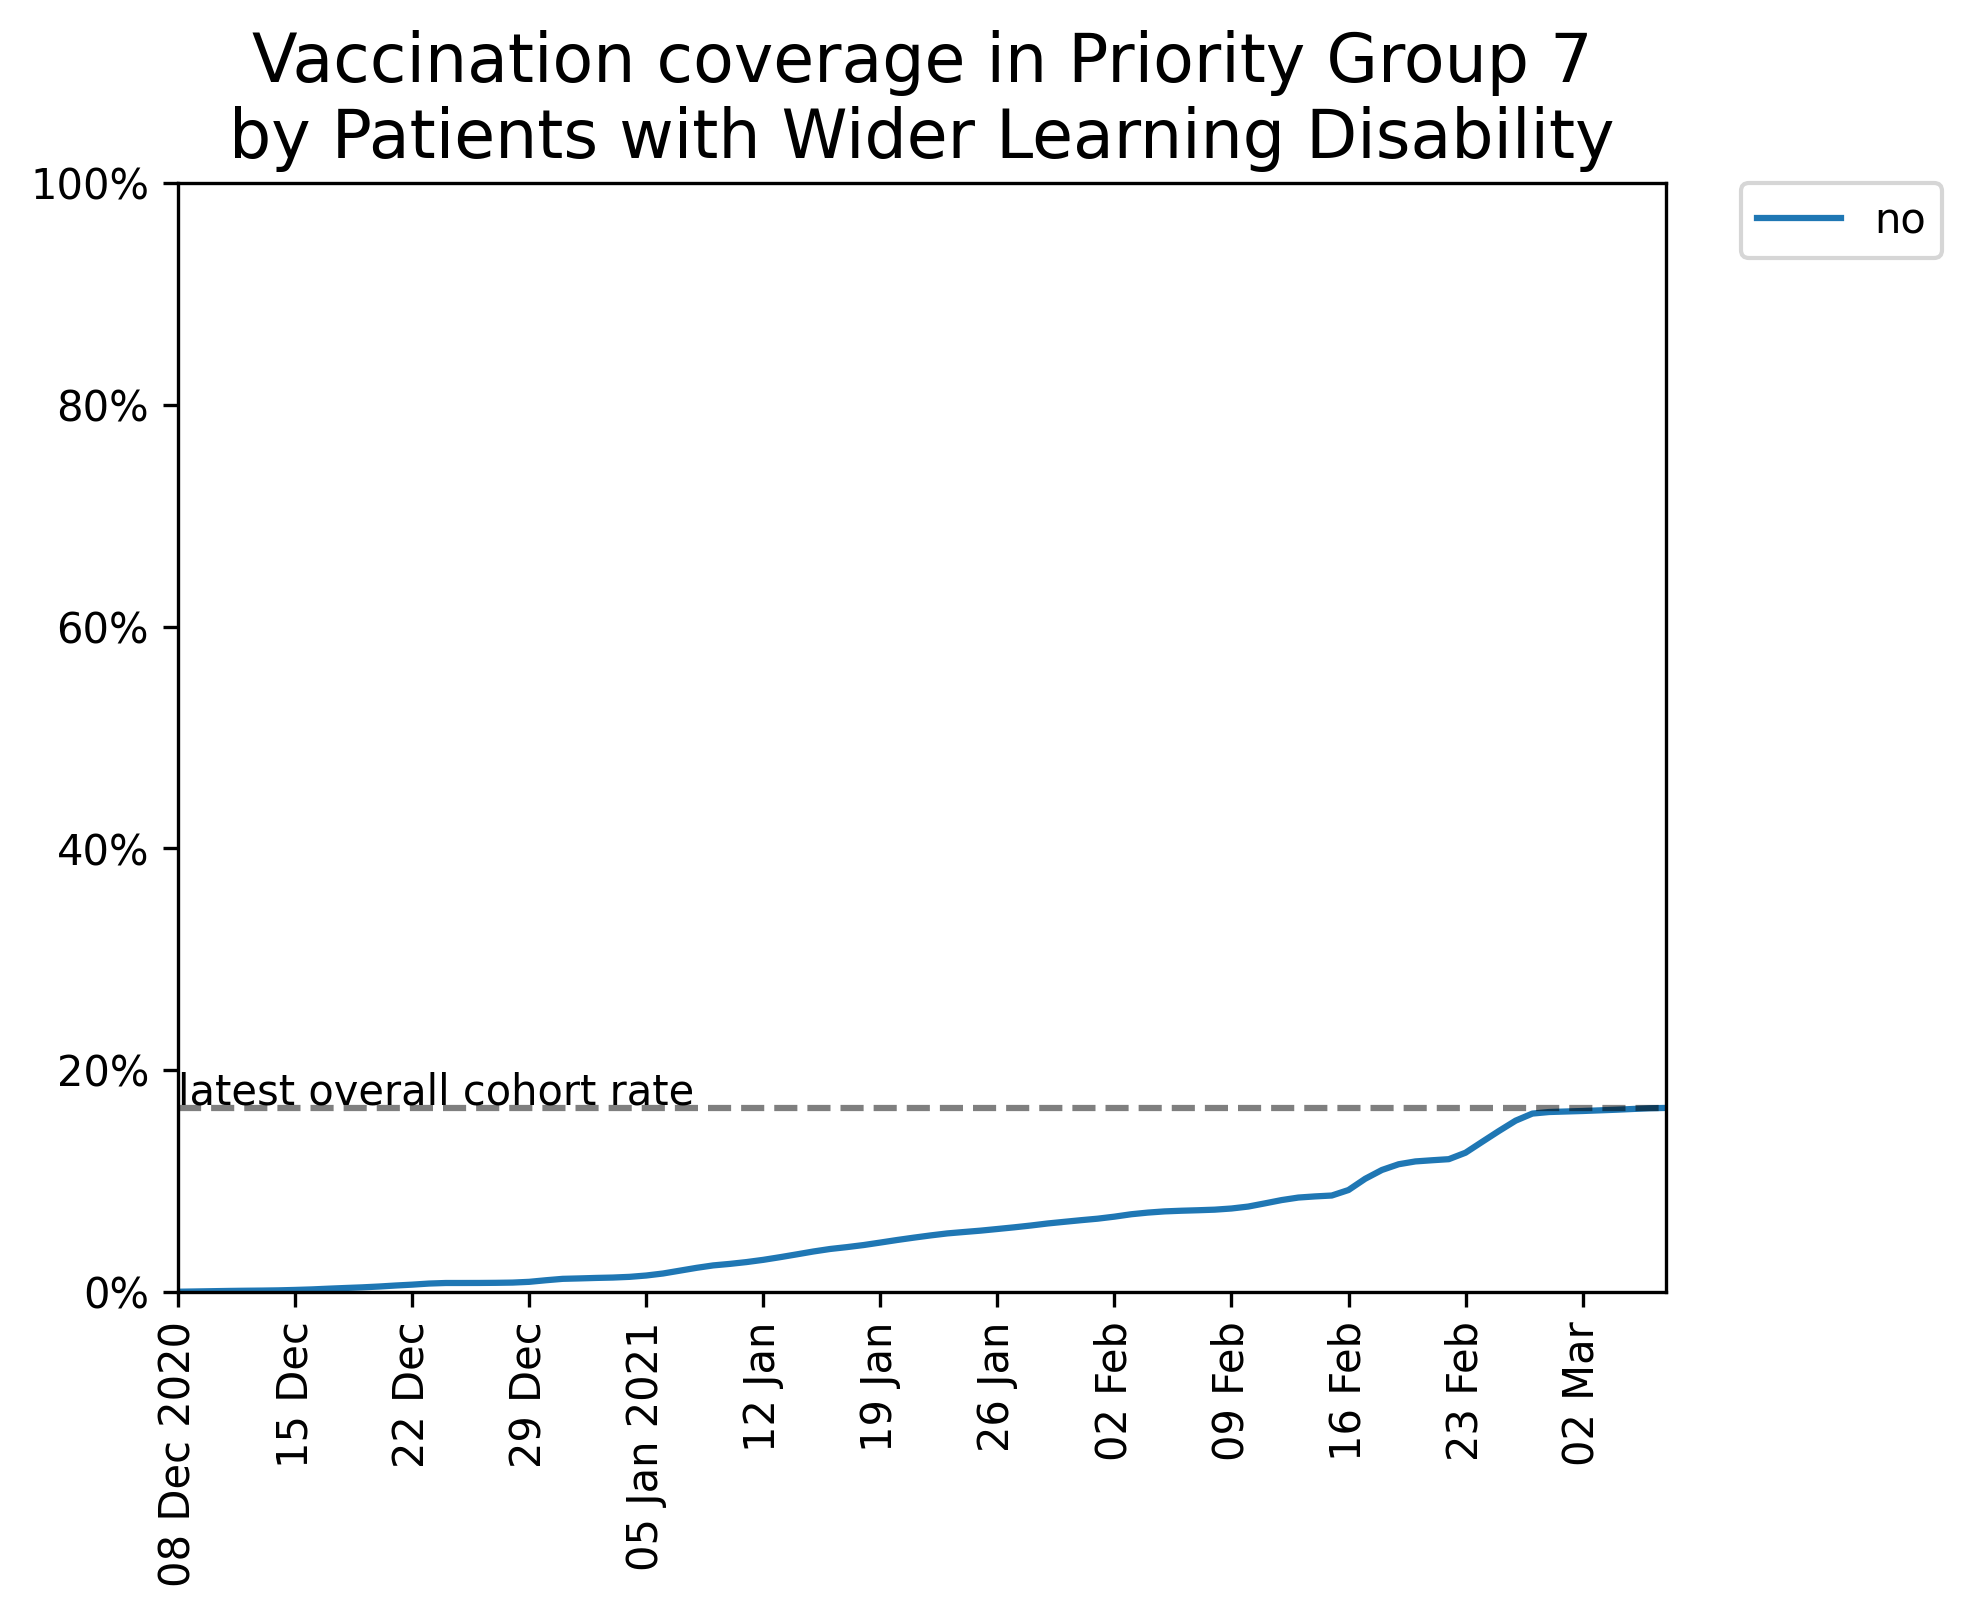 Vaccination coverage in Priority Group 7
by Patients with Wider Learning Disability
no
100%
80%
60%
40%
20%
0%
latest overall cohort rate
08 Dec 2020
15 Dec
22 Dec
29 Dec
05 Jan 2021
12 Jan
19 Jan
26 Jan
02 Feb
09 Feb
16 Feb
23 Feb
02 Mar